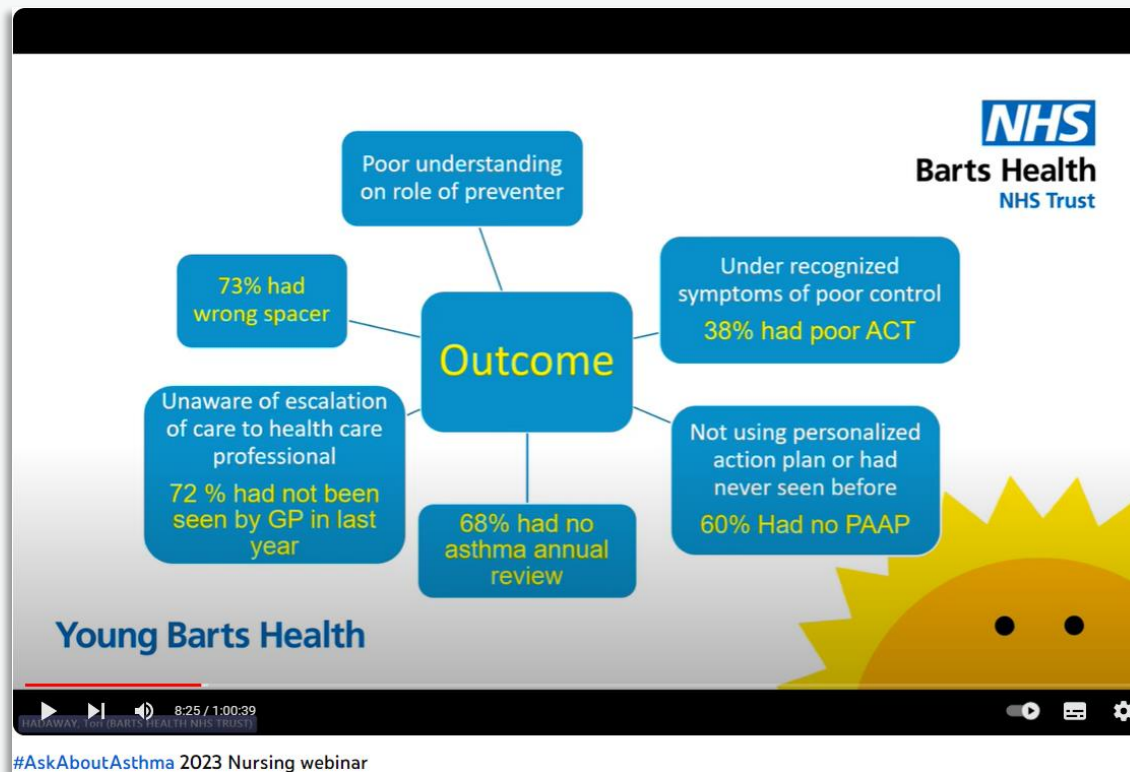 NHS
Barts Health
NHS Trust
Poor understanding
on role of preventer
73% had
wrong spacer
Under recognized
symptoms of poor control
38% had poor ACT
Outcome
Unaware of escalation
of care to health care
professional
72 % had not been
seen by GP in last
year
68% had no
asthma annual
review
Not using personalized
action plan or had
never seen before
60% Had no PAAP
Young Barts Health
8:25 / 1:00:39
HADAWAY, Tori (BARTS HEALTH NHS TRUST)
#AskAboutAsthma 2023 Nursing webinar